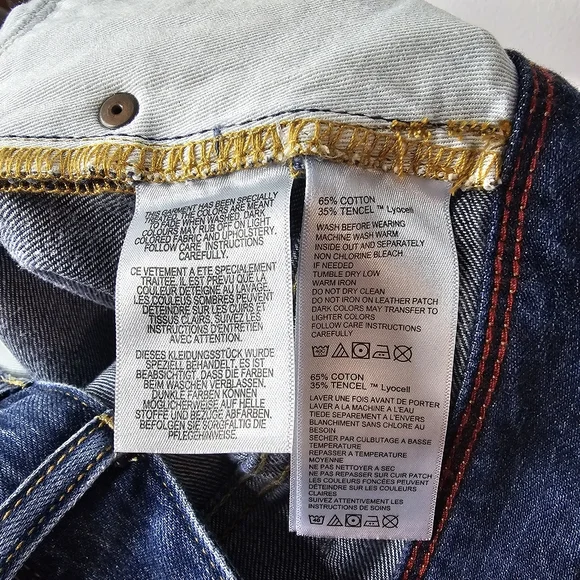 THIS GARMENT HAS BEEN SPECIALLY
TREATED. THE COLORS ARE MEANT
TO FADE WHEN WASHED. DARK
COLOURS MAY RUB OFF ON LIGHT
COLORED FABRIC AND UPHOLSTERY.
FOLLOW CARE INSTRUCTIONS
CAREFULLY.
CE VETEMENT A ETE SPECIALEMENT
TRAITEE. IL EST PRÉVU QUE LA
COULEUR DETEIGNE AU LAVAGE.
LES COULEURS SOMBRES PEUVENT
DÉTEINDRE SUR LES CUIRS ET
TISSUS CLAIRS. SUIVEZ LES
INSTRUCTIONS D'ENTRETIEN
AVEC ATTENTION.
DIESES KLEIDUNGSSTÜCK WURDE
SPEZIELL BEHANDELT. ES IST
BEABSICHTIGT, DASS DIE FARBEN
BEIM WASCHEN VERBLASSEN.
DUNKLE FARBEN KÖNNEN
MÖGLICHERWEISE AUF HELLE
STOFFE UND BEZÜGE ABFÄRBEN.
BEFOLGEN SIE SORGFÄLTIG DIE
PFLEGEHINWEISE.
65% COTTON
35% TENCEL ™ Lyocell
WASH BEFORE WEARING
MACHINE WASH WARM
INSIDE OUT AND SEPARATELY
NON CHLORINE BLEACH
IF NEEDED
TUMBLE DRY LOW
WARM IRON
DO NOT DRY CLEAN
DO NOT IRON ON LEATHER PATCH
DARK COLORS MAY TRANSFER TO
LIGHTER COLORS
FOLLOW CARE INSTRUCTIONS
CAREFULLY
65% COTON
35% TENCEL ™ Lyocell
LAVER UNE FOIS AVANT DE PORTER
LAVER A LA MACHINE A L'EAU
TIEDE SEPAREMENT A L'ENVERS
BLANCHIMENT SANS CHLORE AU
BESOIN
SÉCHER PAR CULBUTAGE A BASSE
TEMPÉRATURE
REPASSER A TEMPÉRATURE
MOYENNE
NE PAS NETTOYER A SEC
NE PAS REPASSER SUR CUIR PATCH
LES COULEURS FONCÉES PEUVENT
DÉTEINDRE SUR LES COULEURS
CLAIRES
SUIVEZ ATTENTIVEMENT LES
INSTRUCTIONS DE SOINS
40